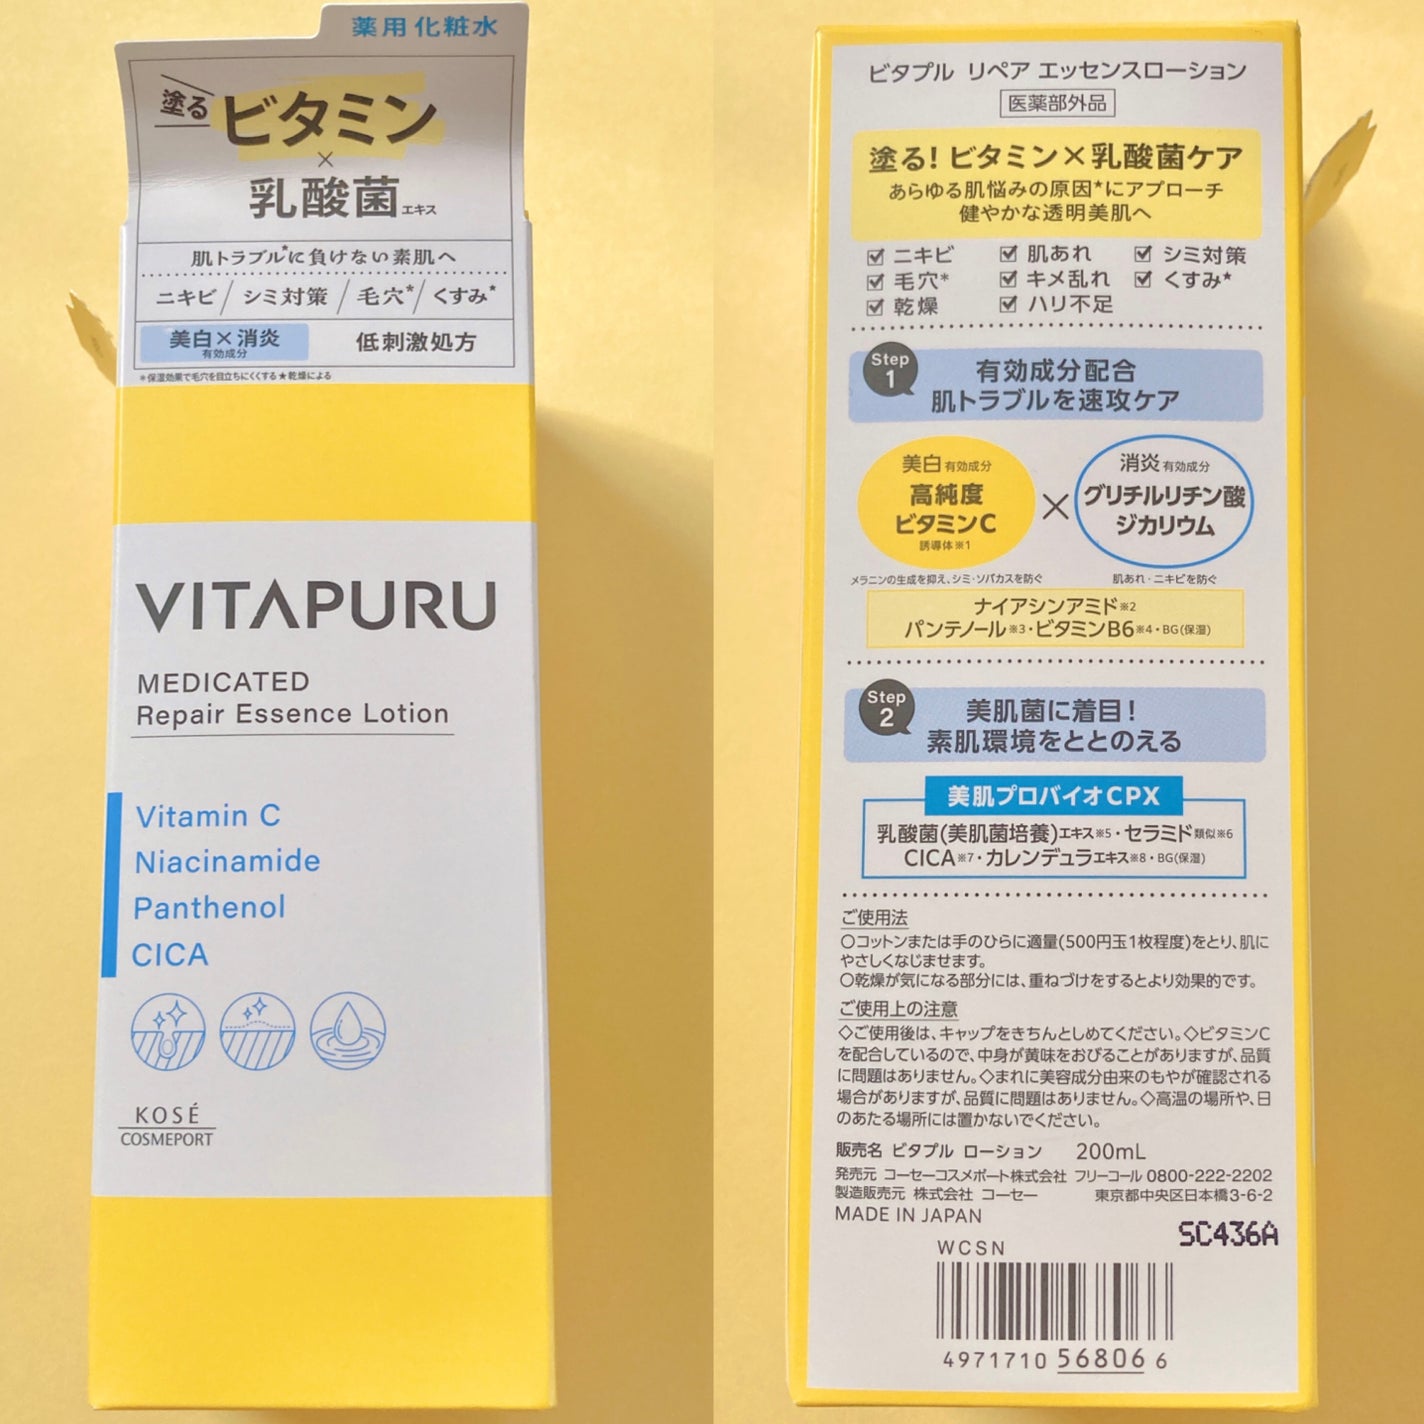 薬用化粧水
塗る ビタミン
×
乳酸菌エキス
肌トラブル*に負けない素肌へ
ニキビ/シミ対策/毛穴*/くすみ★
美白×消炎
有効成分
低刺激処方
*保湿効果で毛穴を目立ちにくくする★乾燥による
VITAPURU
MEDICATED
Repair Essence Lotion
Vitamin C
Niacinamide
Panthenol
CICA
KOSÉ
COSMEPORT
ビタプル リペア エッセンスローション
医薬部外品
塗る!ビタミン×乳酸菌ケア
あらゆる肌悩みの原因*にアプローチ
健やかな透明美肌へ
ニキビ 肌あれ シミ対策
毛穴* キメ乱れ くすみ★
乾燥 ハリ不足
Step
1
有効成分配合
肌トラブルを速攻ケア
美白有効成分
高純度
ビタミンC
誘導体※1
×
消炎有効成分
グリチルリチン酸
ジカリウム
メラニンの生成を抑え、シミ・ソバカスを防ぐ
肌あれ・ニキビを防ぐ
ナイアシンアミド※2
パンテノール※3・ビタミンB6※4・BG(保湿)
Step
2
美肌菌に着目!
素肌環境をととのえる
美肌プロバイオCPX
乳酸菌(美肌菌培養)エキス※5・セラミド類似※6
CICA※7・カレンデュラエキス※8・BG(保湿)
ご使用法
○コットンまたは手のひらに適量(500円玉1枚程度)をとり、肌に
やさしくなじませます。
○乾燥が気になる部分には、重ねづけをするとより効果的です。
ご使用上の注意
◇ご使用後は、キャップをきちんとしめてください。◇ビタミンC
を配合しているので、中身が黄味をおびることがありますが、品質
に問題はありません。◇まれに美容成分由来のもやが確認される
場合がありますが、品質に問題はありません。◇高温の場所や、日
のあたる場所には置かないでください。
販売名 ビタプル ローション 200mL
発売元 コーセーコスメポート株式会社 フリーコール 0800-222-2202
製造販売元 株式会社 コーセー 東京都中央区日本橋3-6-2
MADE IN JAPAN
SC436A
WCSN
4971710 56806 6